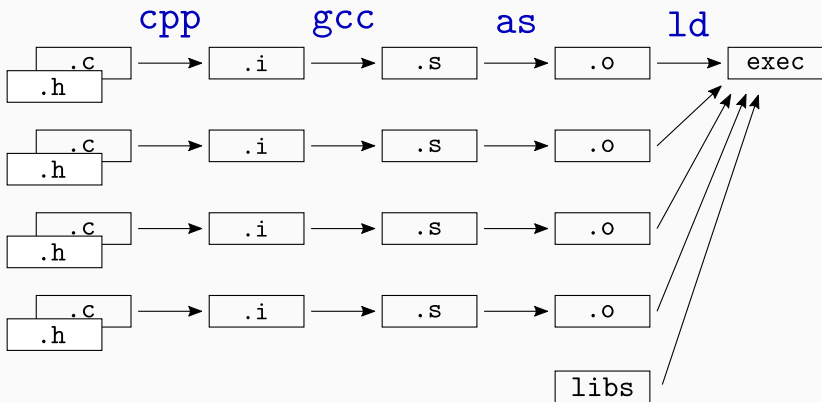 cpp gcc as ld
.c .i .s .o exec
.h
.c .i .s .o
.h
.c .i .s .o
.h
.c .i .s .o
.h
libs